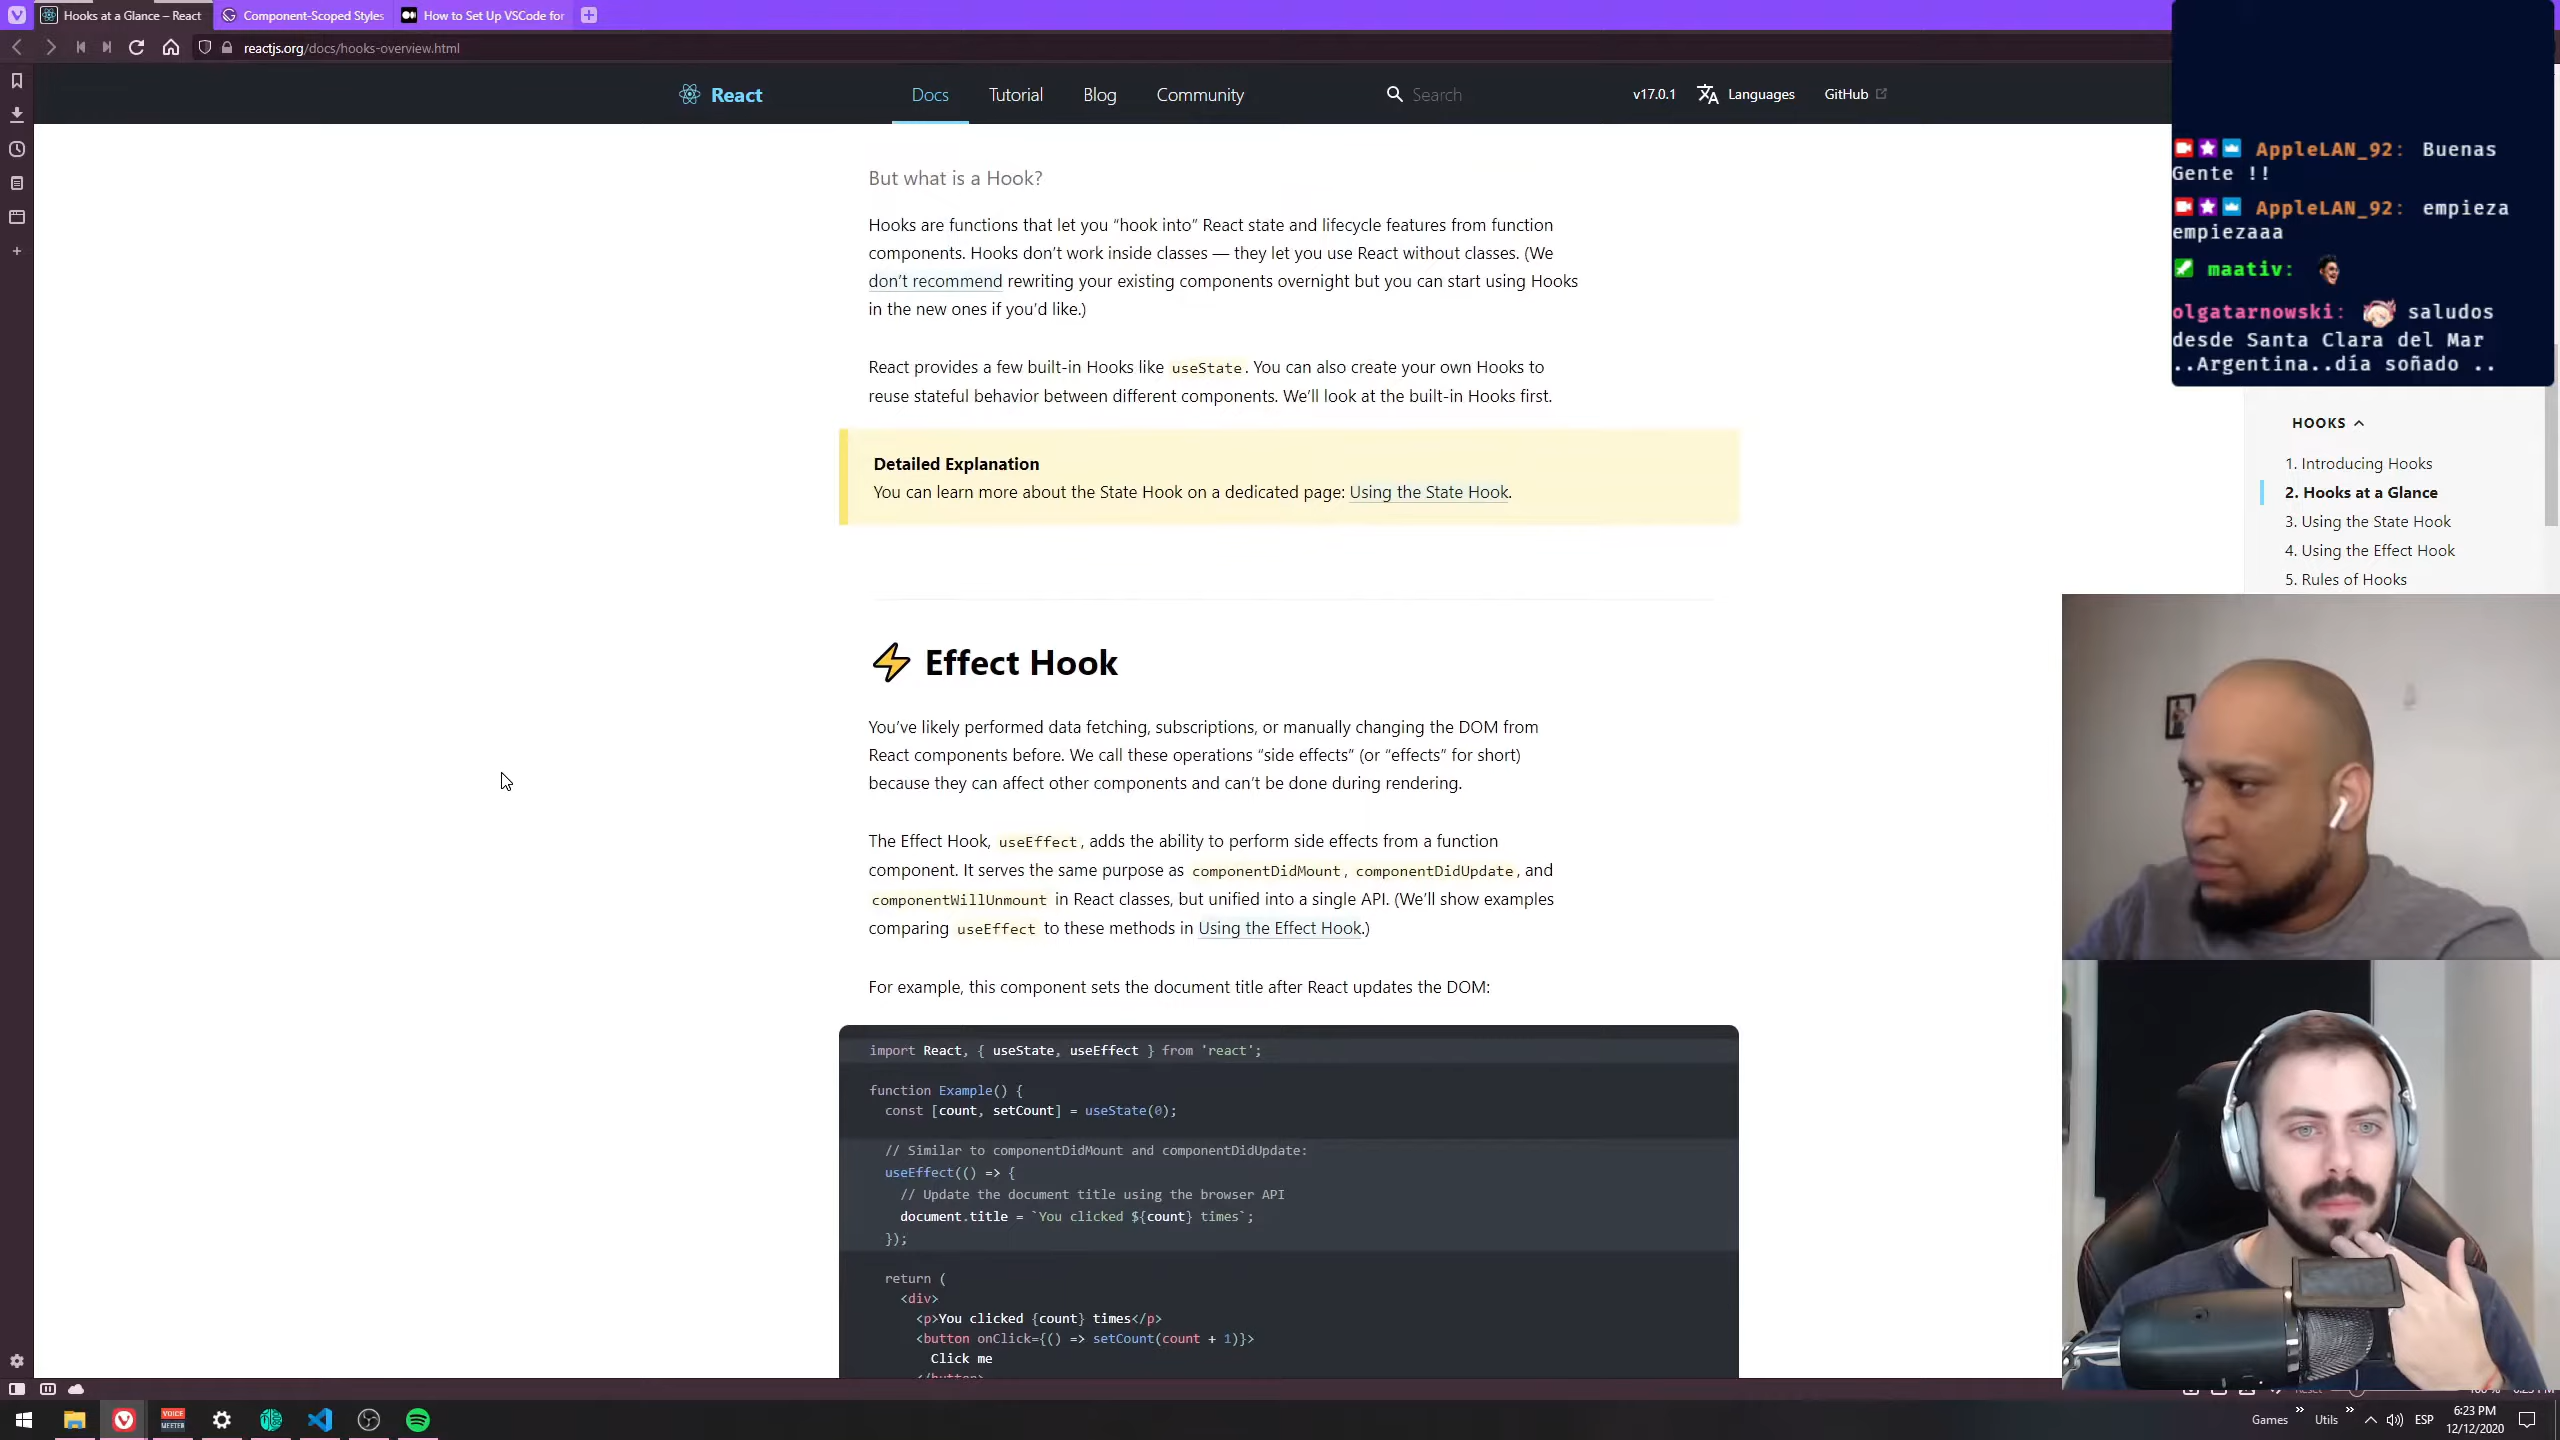 Hooks at a Glance – React
Component-Scoped Styles
How to Set Up VSCode for
reactjs.org/docs/hooks-overview.html
React
Docs
Tutorial
Blog
Community
Search
v17.0.1
Languages
GitHub
But what is a Hook?
Hooks are functions that let you “hook into” React state and lifecycle features from function
components. Hooks don’t work inside classes — they let you use React without classes. (We
don’t recommend rewriting your existing components overnight but you can start using Hooks
in the new ones if you’d like.)
React provides a few built-in Hooks like useState. You can also create your own Hooks to
reuse stateful behavior between different components. We’ll look at the built-in Hooks first.
Detailed Explanation
You can learn more about the State Hook on a dedicated page: Using the State Hook.
⚡ Effect Hook
You’ve likely performed data fetching, subscriptions, or manually changing the DOM from
React components before. We call these operations “side effects” (or “effects” for short)
because they can affect other components and can’t be done during rendering.
The Effect Hook, useEffect, adds the ability to perform side effects from a function
component. It serves the same purpose as componentDidMount, componentDidUpdate, and
componentWillUnmount in React classes, but unified into a single API. (We’ll show examples
comparing useEffect to these methods in Using the Effect Hook.)
For example, this component sets the document title after React updates the DOM:
import React, { useState, useEffect } from 'react';
function Example() {
const [count, setCount] = useState(0);
// Similar to componentDidMount and componentDidUpdate:
useEffect(() => {
// Update the document title using the browser API
document.title = `You clicked ${count} times`;
});
return (
<div>
<p>You clicked {count} times</p>
<button onClick={() => setCount(count + 1)}>
Click me
</button>
AppleLAN_92: Buenas
Gente !!
AppleLAN_92: empieza
empiezaaa
maativ:
olgatarnowski: saludos
desde Santa Clara del Mar
..Argentina..día soñado ..
HOOKS
1. Introducing Hooks
2. Hooks at a Glance
3. Using the State Hook
4. Using the Effect Hook
5. Rules of Hooks
VOICE
MEETER
Games
Utils
ESP
6:23 PM
12/12/2020